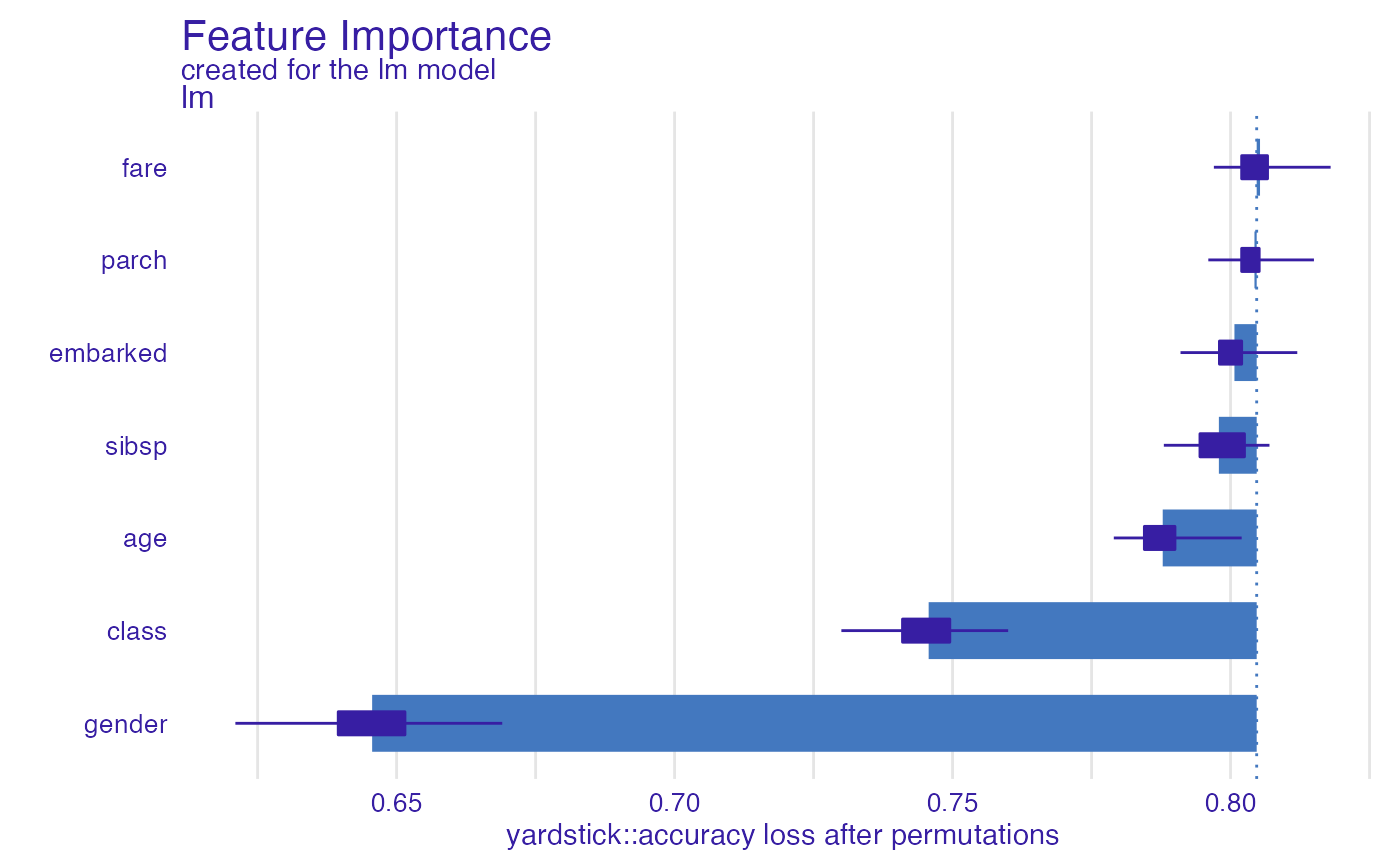 Feature Importance
created for the lm model
lm
fare
parch
embarked
sibsp
age
class
gender
0.65 0.70 0.75 0.80
yardstick::accuracy loss after permutations